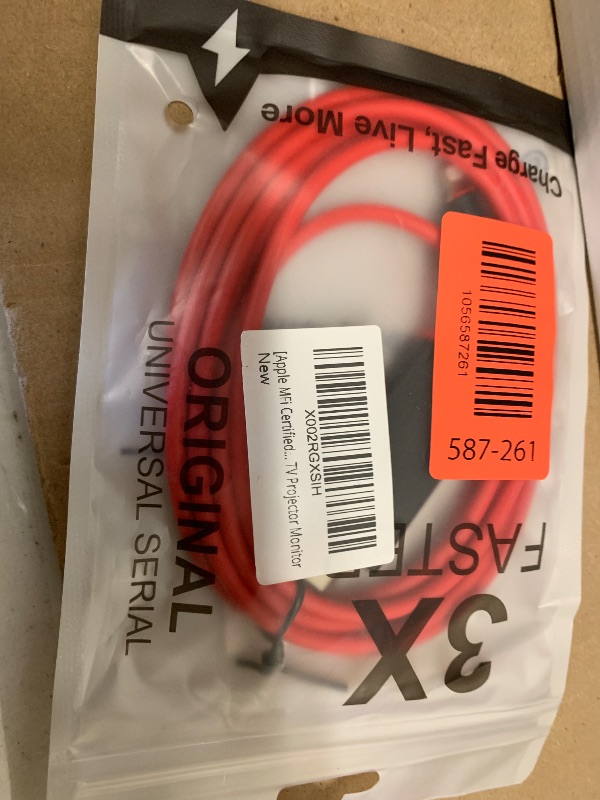 Charge Fast, Live More
1056587261
587-261
X002RGXSIH
[Apple MFi Certified... TV Projector Monitor
New
ORIGINAL
UNIVERSAL SERIAL
3X
FASTER